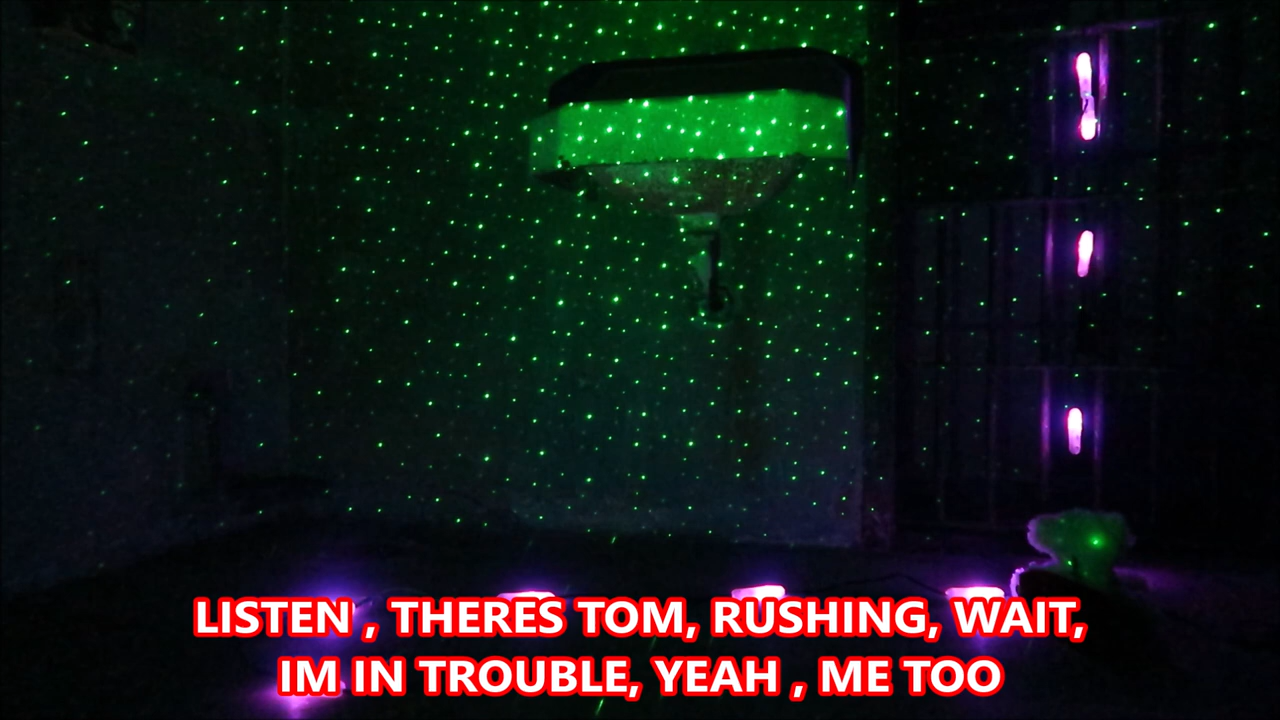 LISTEN , THERES TOM, RUSHING, WAIT,
IM IN TROUBLE, YEAH , ME TOO